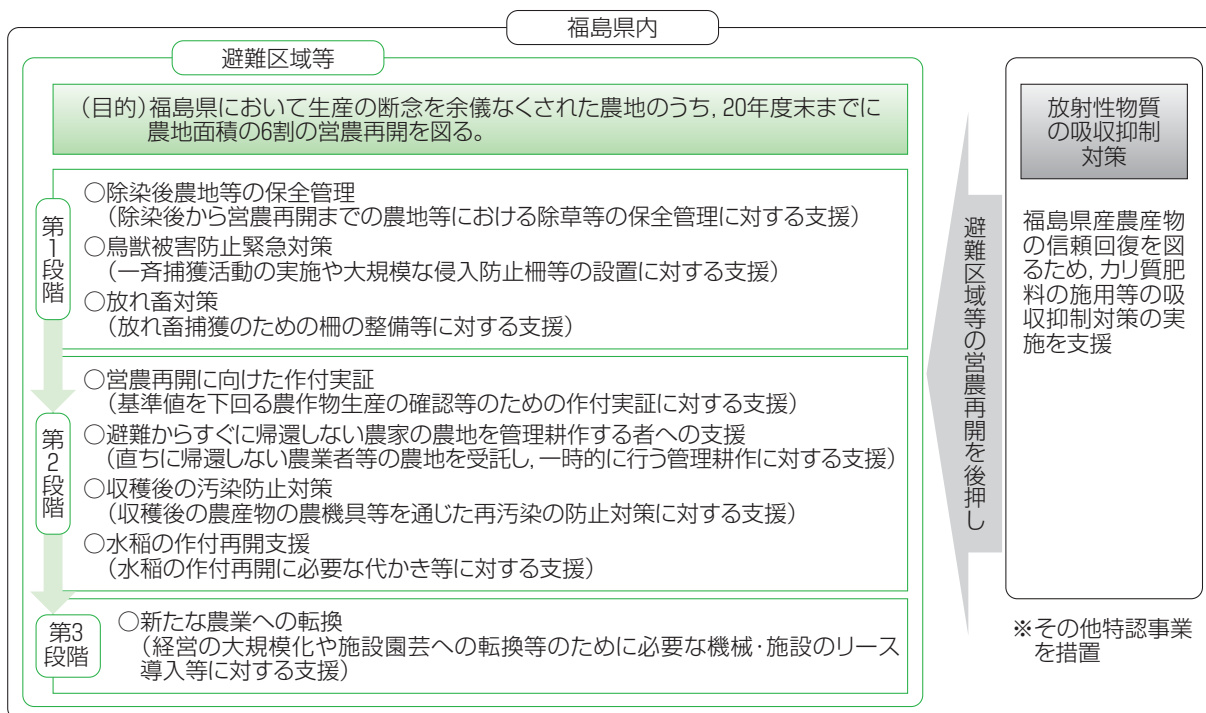 福島県内
避難区域等
（目的）福島県において生産の断念を余儀なくされた農地のうち，20年度末までに
農地面積の6割の営農再開を図る。
第1段階
○除染後農地等の保全管理
（除染後から営農再開までの農地等における除草等の保全管理に対する支援）
○鳥獣被害防止緊急対策
（一斉捕獲活動の実施や大規模な侵入防止柵等の設置に対する支援）
○放れ畜対策
（放れ畜捕獲のための柵の整備等に対する支援）
第2段階
○営農再開に向けた作付実証
（基準値を下回る農作物生産の確認等のための作付実証に対する支援）
○避難からすぐに帰還しない農家の農地を管理耕作する者への支援
（直ちに帰還しない農業者等の農地を受託し，一時的に行う管理耕作に対する支援）
○収穫後の汚染防止対策
（収穫後の農産物の農機具等を通じた再汚染の防止対策に対する支援）
○水稲の作付再開支援
（水稲の作付再開に必要な代かき等に対する支援）
第3
段階
○新たな農業への転換
（経営の大規模化や施設園芸への転換等のために必要な機械・施設のリース
導入等に対する支援）
避難区域等の営農再開を後押し
放射性物質
の吸収抑制
対策
福島県産農産物
の信頼回復を図
るため，カリ質肥
料の施用等の吸
収抑制対策の実
施を支援
※その他特認事業
を措置